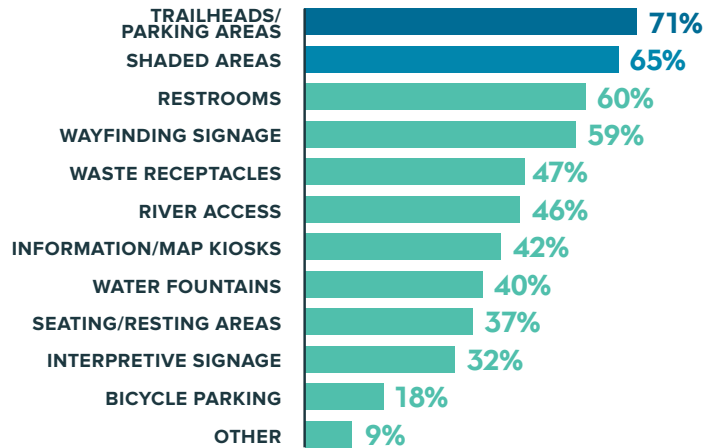 TRAILHEADS/
PARKING AREAS 71%
SHADED AREAS 65%
RESTROOMS 60%
WAYFINDING SIGNAGE 59%
WASTE RECEPTACLES 47%
RIVER ACCESS 46%
INFORMATION/MAP KIOSKS 42%
WATER FOUNTAINS 40%
SEATING/RESTING AREAS 37%
INTERPRETIVE SIGNAGE 32%
BICYCLE PARKING 18%
OTHER 9%